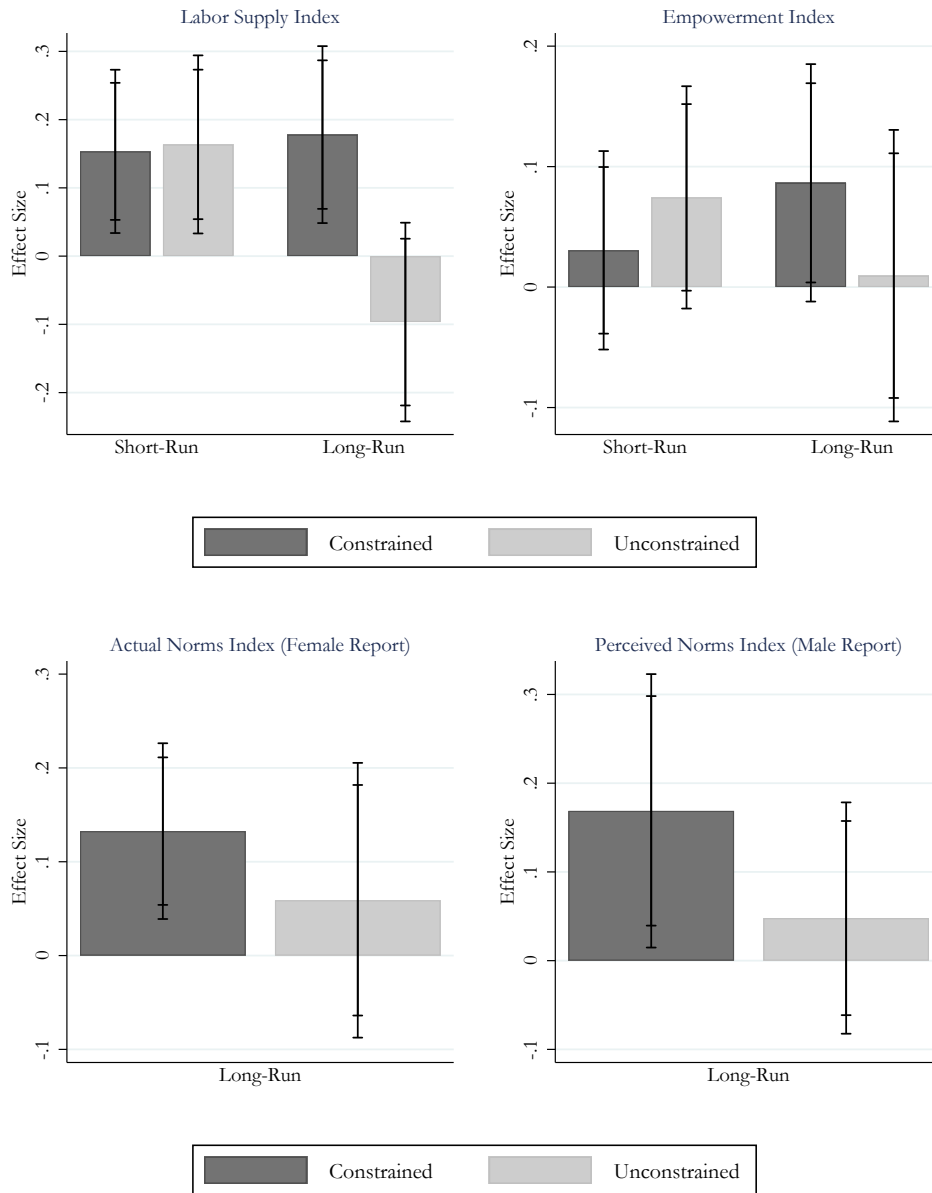 Labor Supply Index
Effect Size
.3
.2
.1
0
-.1
-.2
Short-Run Long-Run
Empowerment Index
Effect Size
.2
.1
0
-.1
Short-Run Long-Run
Constrained Unconstrained
Actual Norms Index (Female Report)
Effect Size
.3
.2
.1
0
-.1
Long-Run
Perceived Norms Index (Male Report)
Effect Size
.3
.2
.1
0
-.1
Long-Run
Constrained Unconstrained